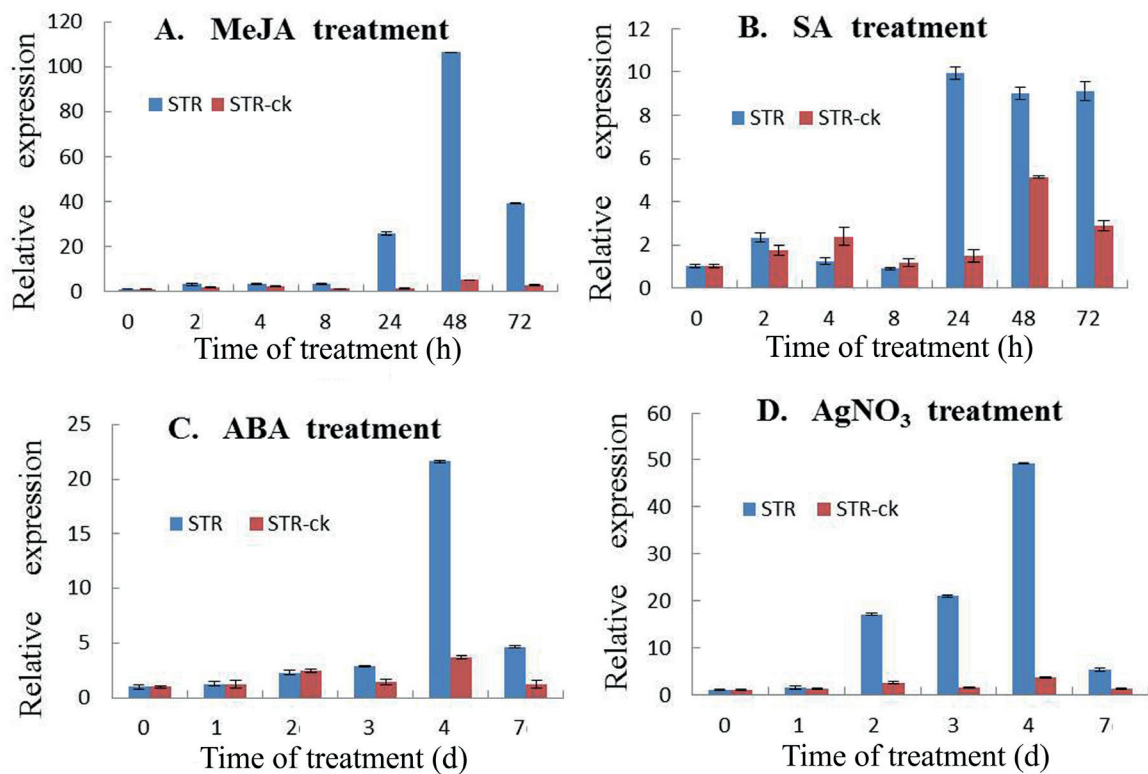 A. MeJA treatment
120
100
80
60
40
20
0
Relative expression
STR STR-ck
0 2 4 8 24 48 72
Time of treatment (h)
B. SA treatment
12
10
8
6
4
2
0
Relative expression
STR STR-ck
0 2 4 8 24 48 72
Time of treatment (h)
C. ABA treatment
25
20
15
10
5
0
Relative expression
STR STR-ck
0 1 2 3 4 7
Time of treatment (d)
D. AgNO₃ treatment
60
50
40
30
20
10
0
Relative expression
STR STR-ck
0 1 2 3 4 7
Time of treatment (d)